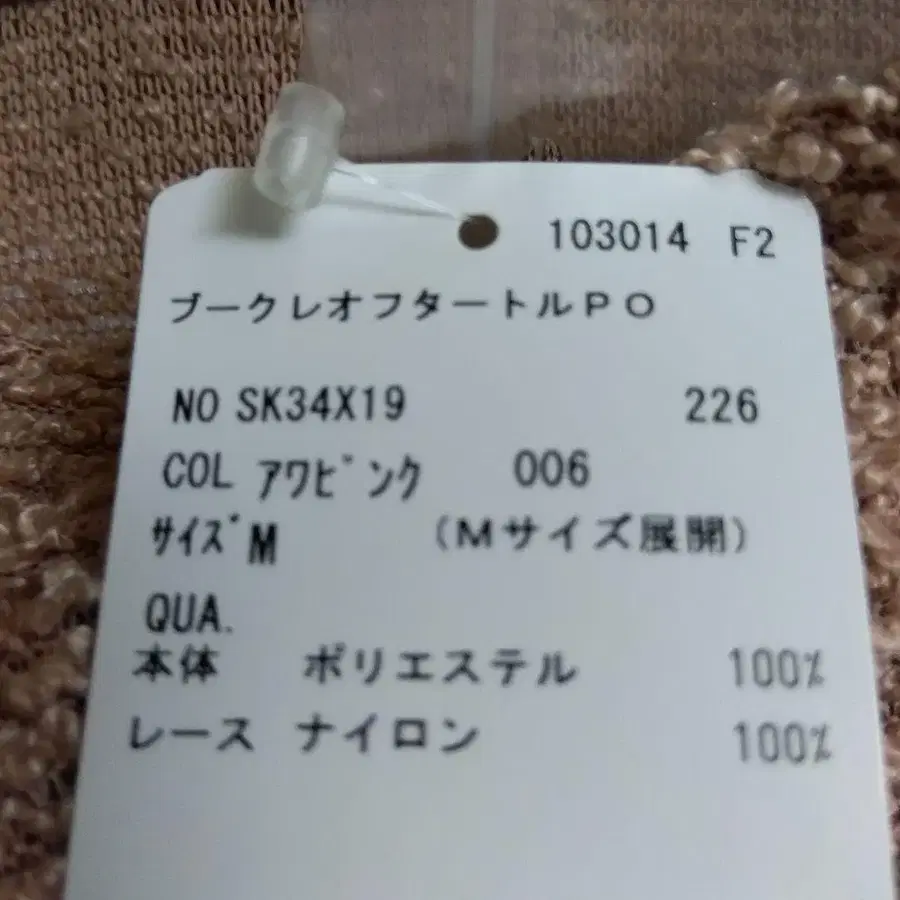 103014 F2
ブークレオフタートルPO
NO SK34X19 226
COL ｱﾜﾋﾟﾝｸ 006
ｻｲｽﾞ M (Mサイズ展開)
QUA.
本体 ポリエステル 100%
レース ナイロン 100%